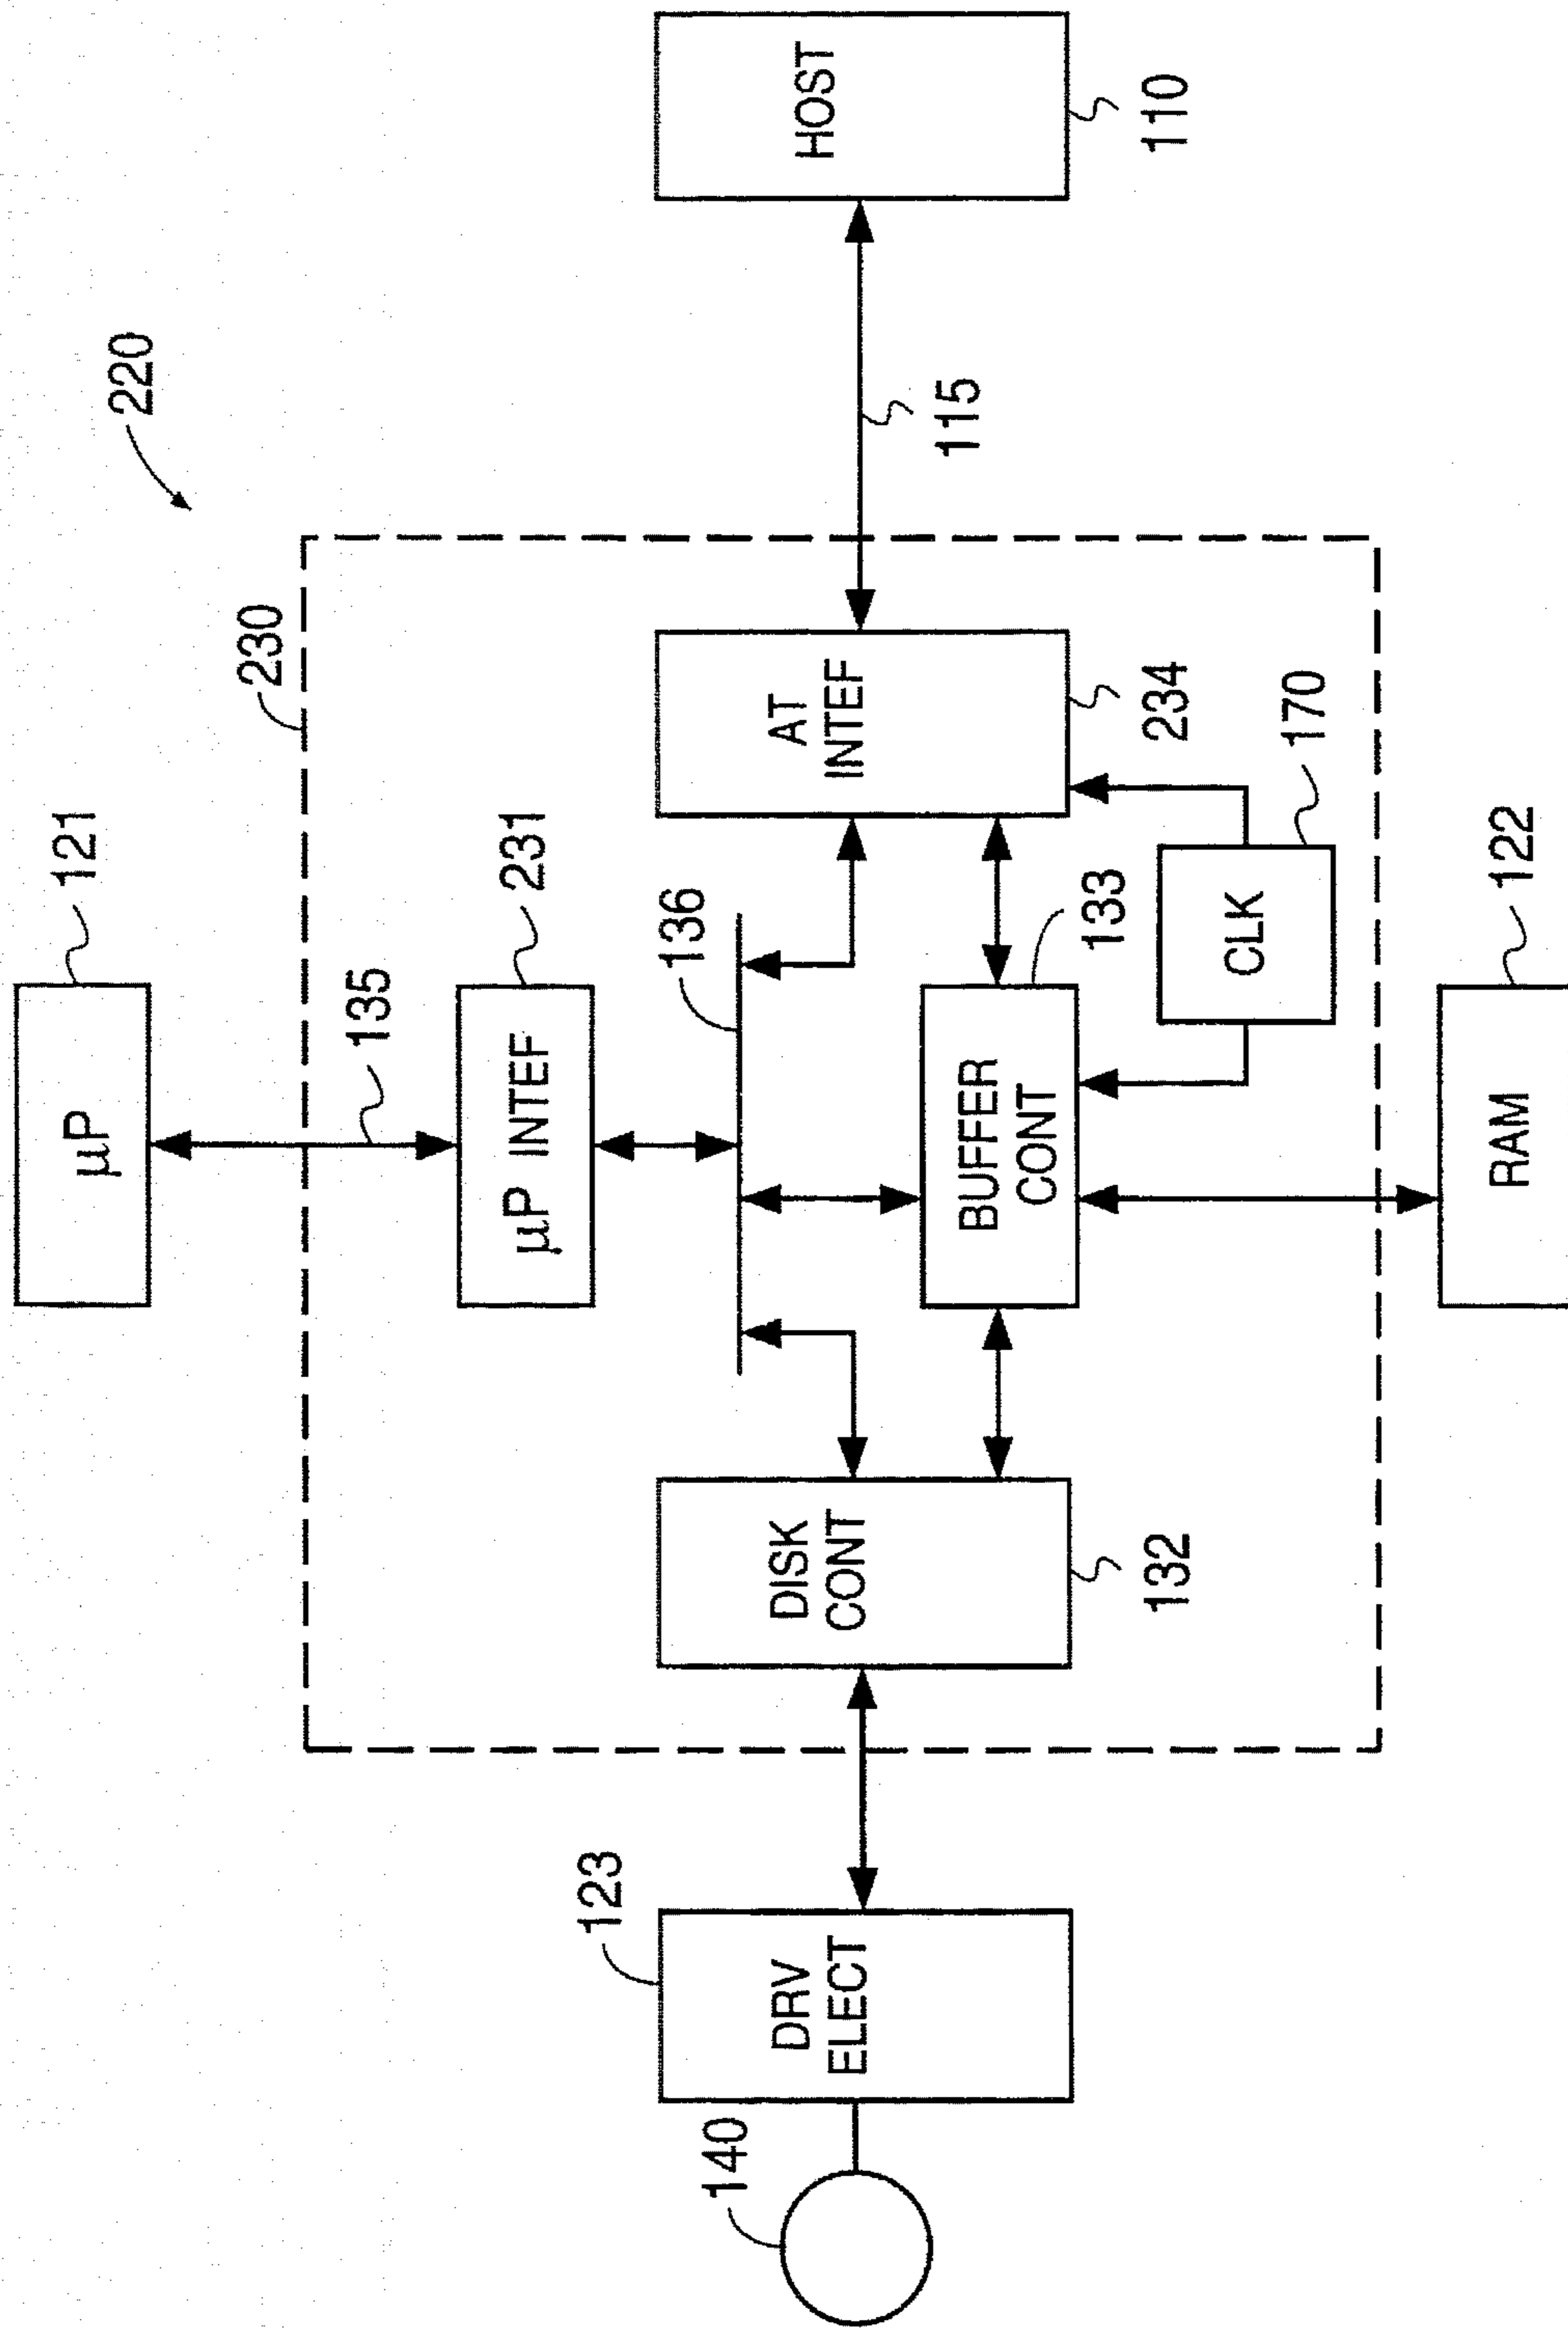 220
121
μP
135
230
μP INTEF
231
136
123
140
DRV
ELECT
DISK
CONT
132
BUFFER
CONT
133
AT
INTEF
234
CLK
170
115
HOST
110
RAM
122